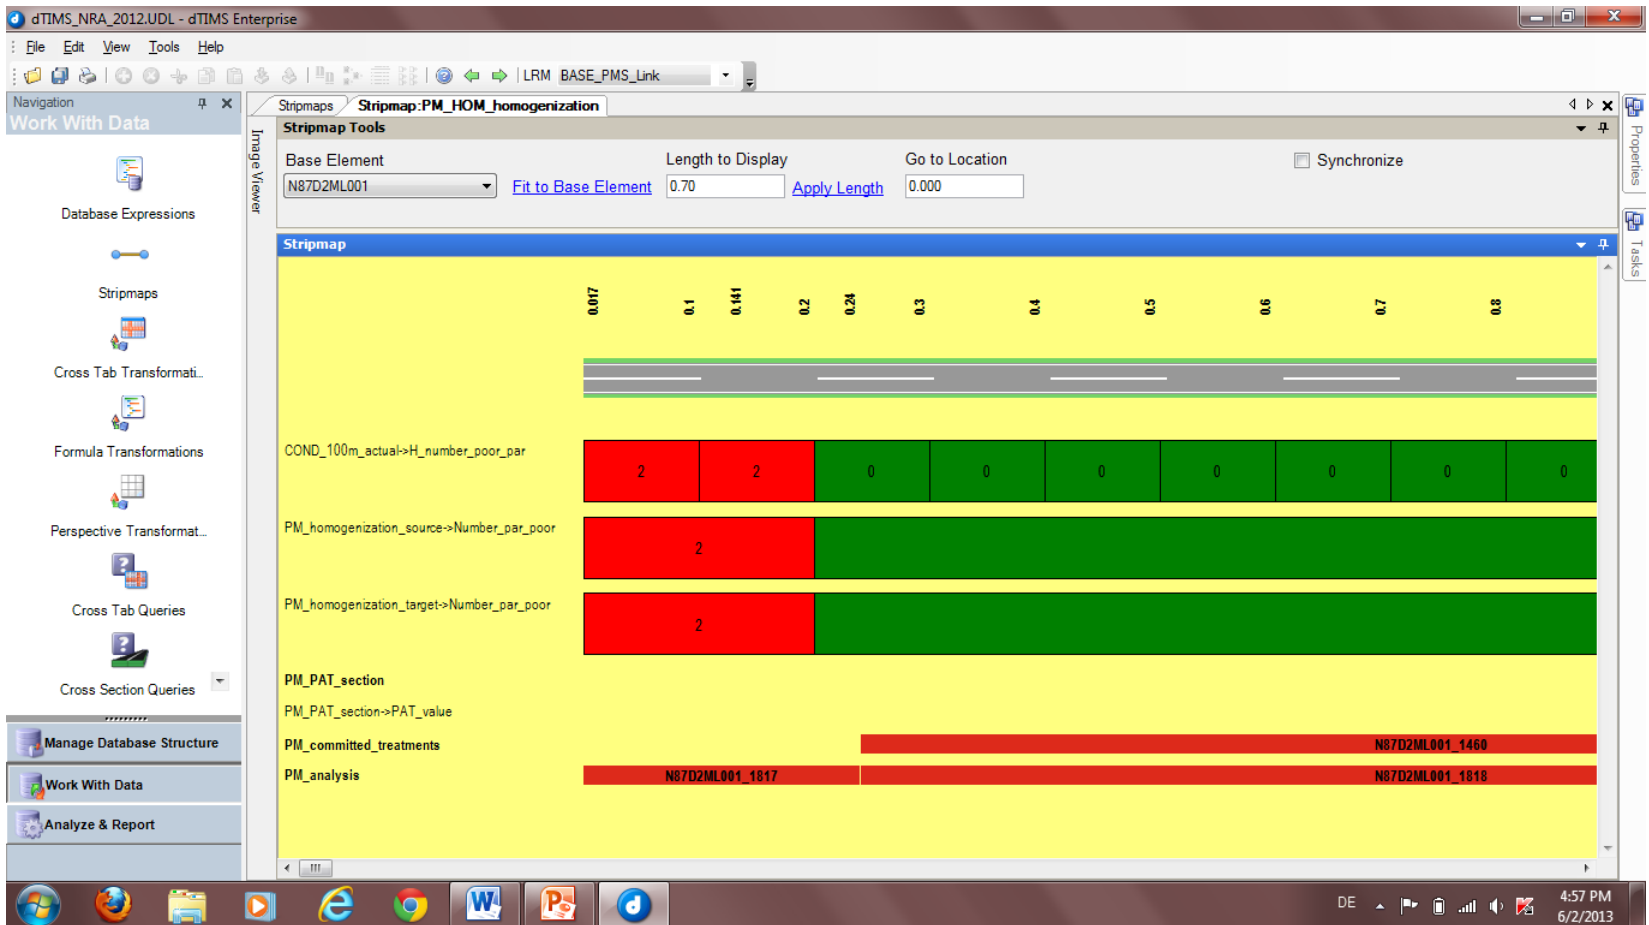 dTIMS_NRA_2012.UDL - dTIMS Enterprise
File Edit View Tools Help
LRM BASE_PMS_Link
Navigation
Work With Data
Database Expressions
Stripmaps
Cross Tab Transformati...
Formula Transformations
Perspective Transformat...
Cross Tab Queries
Cross Section Queries
Manage Database Structure
Work With Data
Analyze & Report
Image Viewer
Stripmaps Stripmap:PM_HOM_homogenization
Stripmap Tools
Base Element Length to Display Go to Location Synchronize
N87D2ML001 Fit to Base Element 0.70 Apply Length 0.000
Stripmap
0.017 0.1 0.141 0.2 0.24 0.3 0.4 0.5 0.6 0.7 0.8
COND_100m_actual->H_number_poor_par 2 2 0 0 0 0 0 0 0
PM_homogenization_source->Number_par_poor 2
PM_homogenization_target->Number_par_poor 2
PM_PAT_section
PM_PAT_section->PAT_value
PM_committed_treatments N87D2ML001_1460
PM_analysis N87D2ML001_1817 N87D2ML001_1818
Properties
Tasks
DE 4:57 PM
6/2/2013